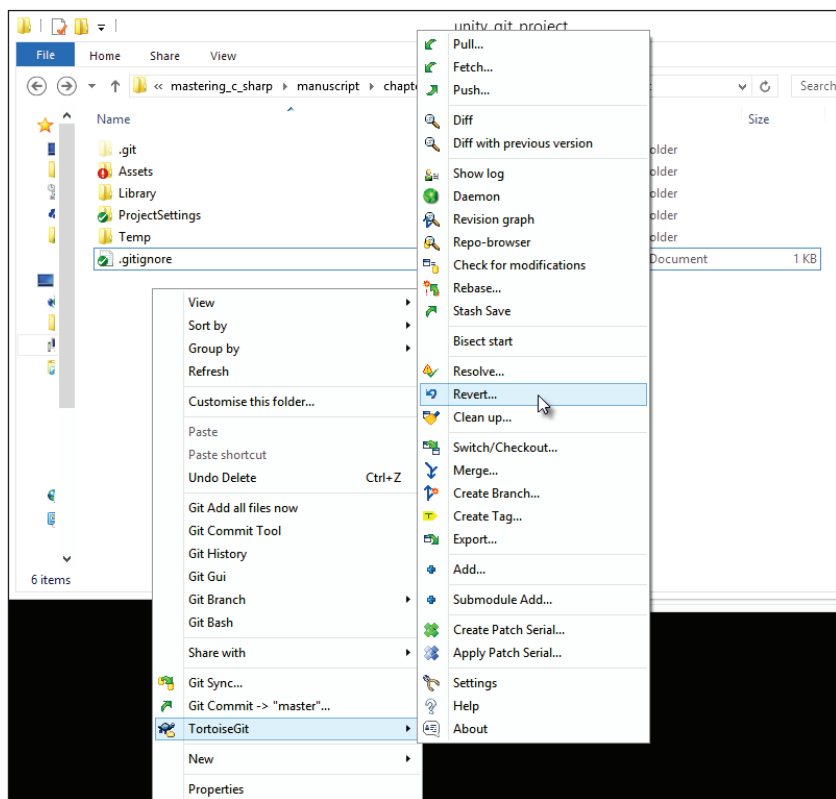 unity_git_project
File Home Share View
« mastering_c_sharp manuscript chapt Search
Name Size
.git older
Assets older
Library older
ProjectSettings older
Temp older
.gitignore Document 1 KB
6 items
View
Sort by
Group by
Refresh
Customise this folder...
Paste
Paste shortcut
Undo Delete Ctrl+Z
Git Add all files now
Git Commit Tool
Git History
Git Gui
Git Branch
Git Bash
Share with
Git Sync...
Git Commit -> "master"...
TortoiseGit
New
Properties
Pull...
Fetch...
Push...
Diff
Diff with previous version
Show log
Daemon
Revision graph
Repo-browser
Check for modifications
Rebase...
Stash Save
Bisect start
Resolve...
Revert...
Clean up...
Switch/Checkout...
Merge...
Create Branch...
Create Tag...
Export...
Add...
Submodule Add...
Create Patch Serial...
Apply Patch Serial...
Settings
Help
About